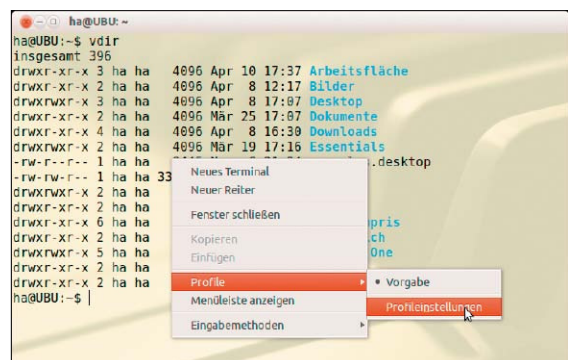 ha@UBU: ~
ha@UBU:~$ vdir
insgesamt 396
drwxr-xr-x 3 ha ha 4096 Apr 10 17:37 Arbeitsfläche
drwxr-xr-x 2 ha ha 4096 Apr 8 12:17 Bilder
drwxrwxr-x 3 ha ha 4096 Apr 8 17:07 Desktop
drwxr-xr-x 2 ha ha 4096 Mär 25 17:07 Dokumente
drwxr-xr-x 4 ha ha 4096 Apr 8 16:30 Downloads
drwxrwxr-x 2 ha ha 4096 Mär 19 17:16 Essentials
-rw-r--r-- 1 ha ha .desktop
-rw-rw-r-- 1 ha ha 33
drwxrwxr-x 2 ha ha
drwxr-xr-x 2 ha ha
drwxr-xr-x 6 ha ha pris
drwxrwxr-x 2 ha ha ch
drwxrwxr-x 5 ha ha One
drwxr-xr-x 2 ha ha
drwxr-xr-x 2 ha ha
ha@UBU:~$
Neues Terminal
Neuer Reiter
Fenster schließen
Kopieren
Einfügen
Profile
Menüleiste anzeigen
Eingabemethoden
Vorgabe
Profileinstellungen